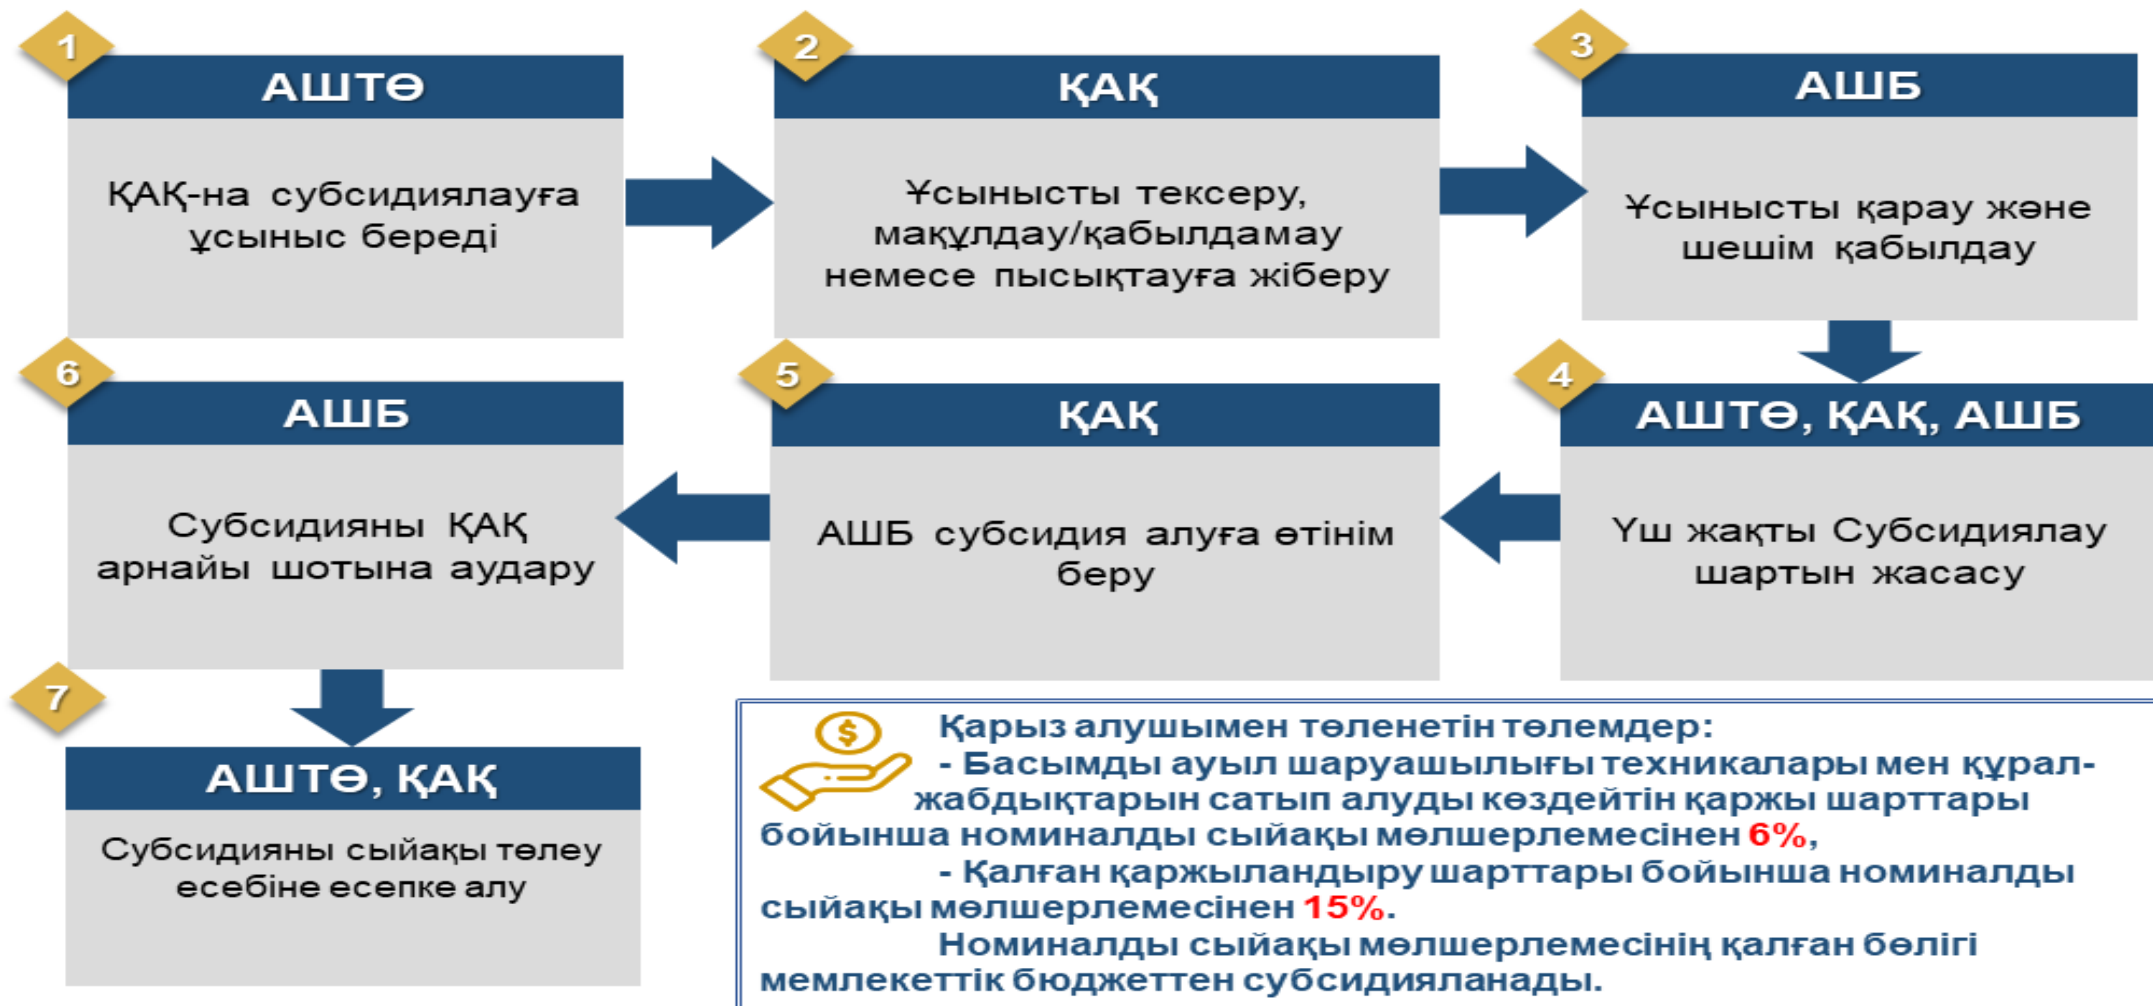 1
АШТӨ
ҚАҚ-на субсидиялауға
ұсыныс береді
2
ҚАҚ
Ұсынысты тексеру,
мақұлдау/қабылдамау
немесе пысықтауға жіберу
3
АШБ
Ұсынысты қарау және
шешім қабылдау
4
АШТӨ, ҚАҚ, АШБ
Үш жақты Субсидиялау
шартын жасасу
5
ҚАҚ
АШБ субсидия алуға өтінім
беру
6
АШБ
Субсидияны ҚАҚ
арнайы шотына аудару
7
АШТӨ, ҚАҚ
Субсидияны сыйақы төлеу
есебіне есепке алу
$
Қарыз алушымен төленетін төлемдер:
- Басымды ауыл шаруашылығы техникалары мен құрал-
жабдықтарын сатып алуды көздейтін қаржы шарттары
бойынша номиналды сыйақы мөлшерлемесінен 6%,
- Қалған қаржыландыру шарттары бойынша номиналды
сыйақы мөлшерлемесінен 15%.
Номиналды сыйақы мөлшерлемесінің қалған бөлігі
мемлекеттік бюджеттен субсидияланады.